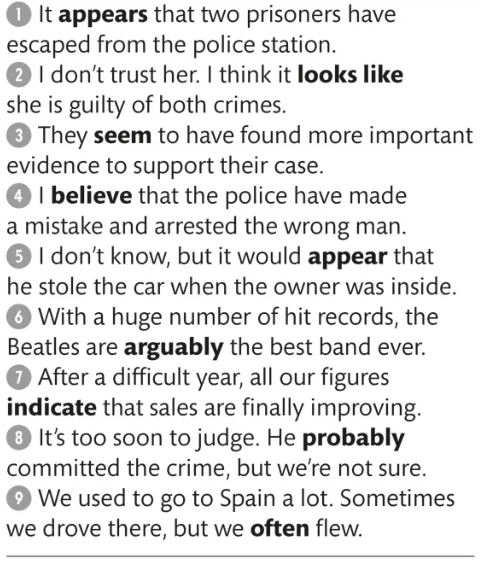 1 It appears that two prisoners have
escaped from the police station.
2 I don't trust her. I think it looks like
she is guilty of both crimes.
3 They seem to have found more important
evidence to support their case.
4 I believe that the police have made
a mistake and arrested the wrong man.
5 I don't know, but it would appear that
he stole the car when the owner was inside.
6 With a huge number of hit records, the
Beatles are arguably the best band ever.
7 After a difficult year, all our figures
indicate that sales are finally improving.
8 It's too soon to judge. He probably
committed the crime, but we're not sure.
9 We used to go to Spain a lot. Sometimes
we drove there, but we often flew.